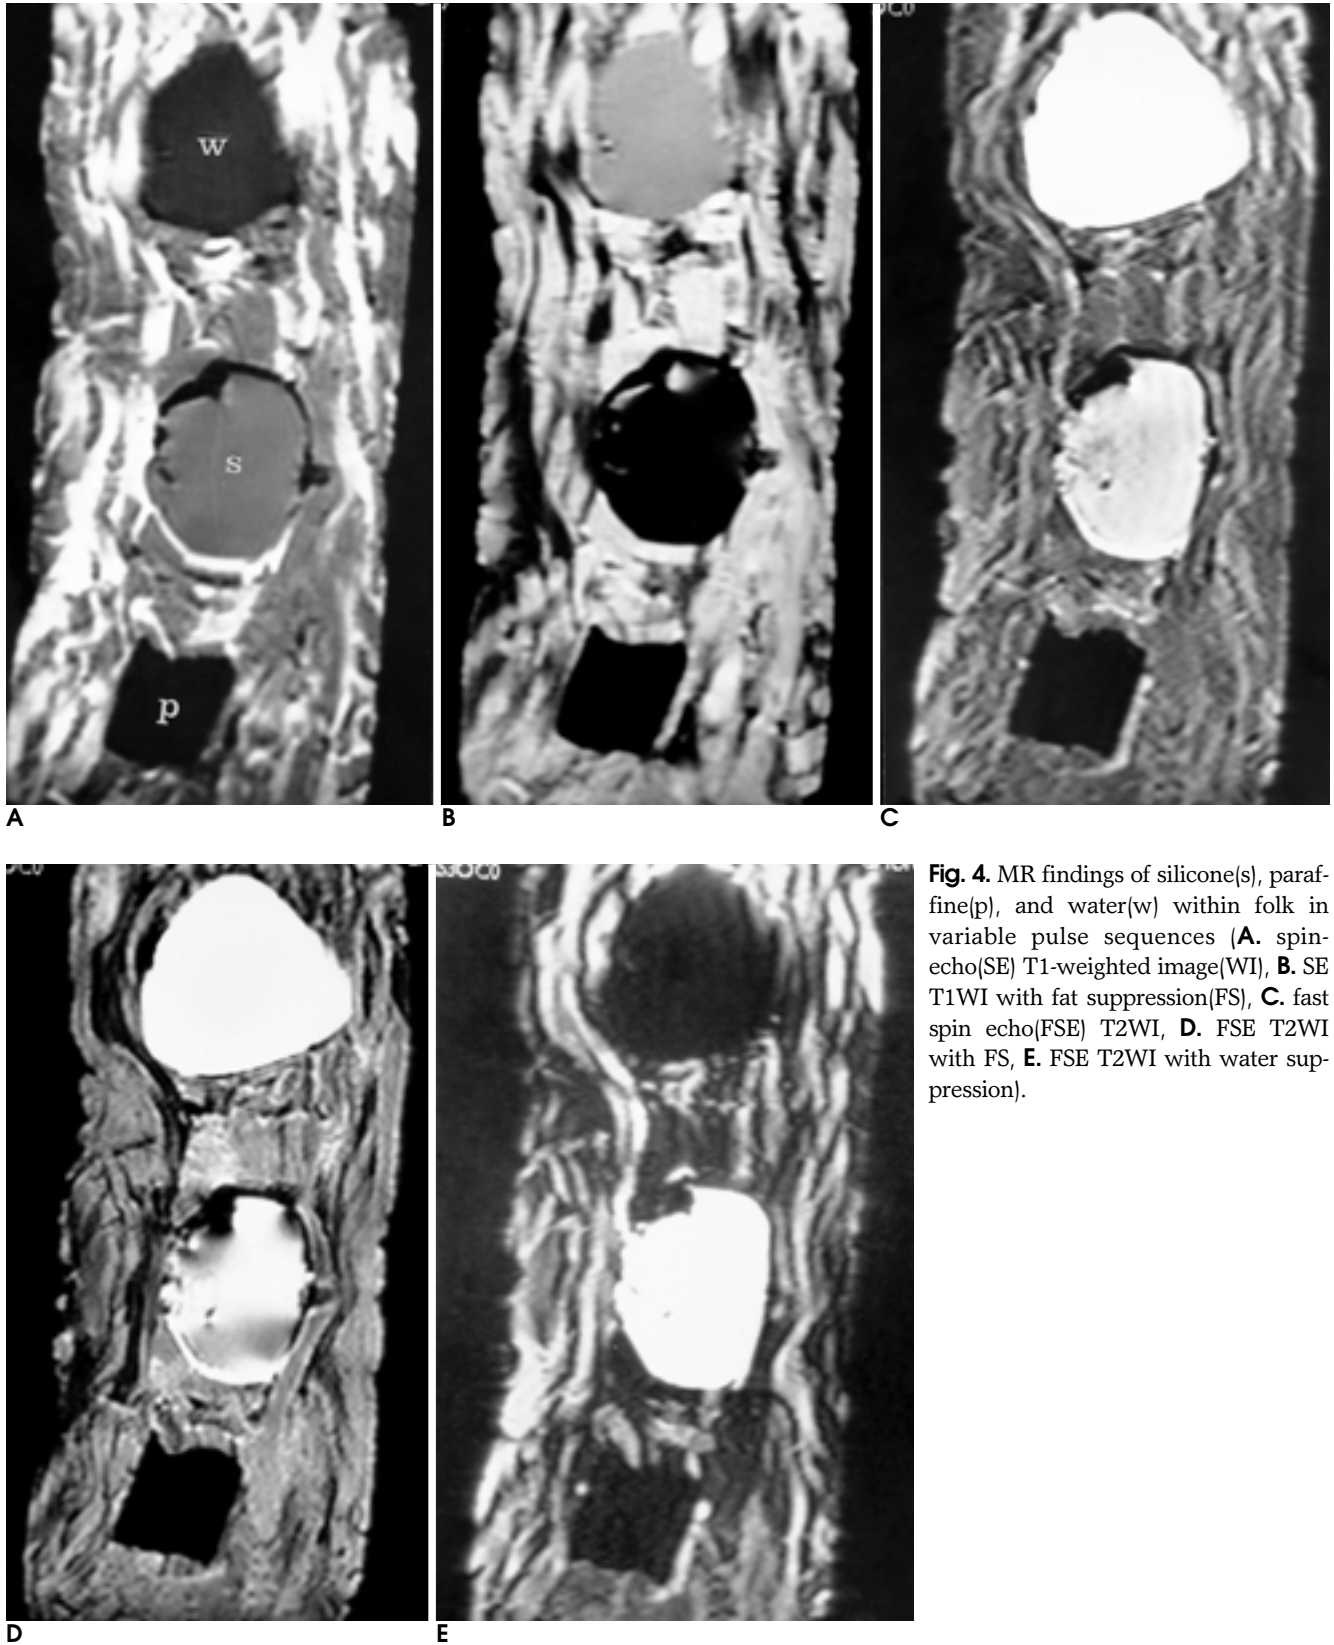 w
s
p
A
B
C
Fig. 4. MR findings of silicone(s), paraf-
fine(p), and water(w) within folk in
variable pulse sequences (A. spin-
echo(SE) T1-weighted image(WI), B. SE
T1WI with fat suppression(FS), C. fast
spin echo(FSE) T2WI, D. FSE T2WI
with FS, E. FSE T2WI with water sup-
pression).
D
E